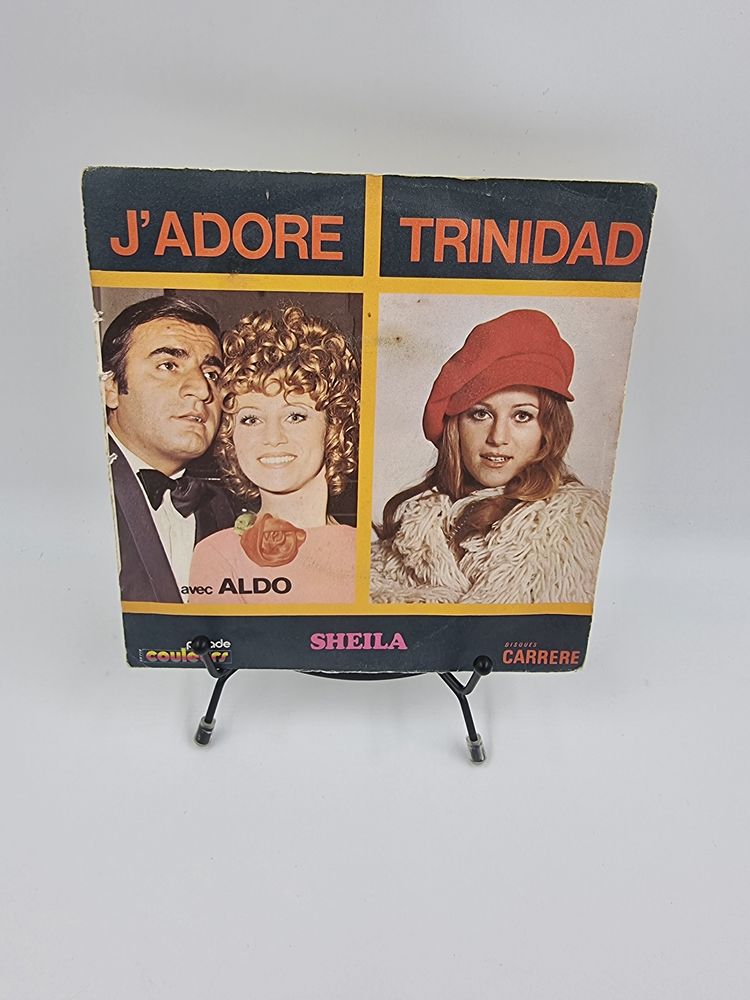 J'ADORE
TRINIDAD
avec ALDO
couleurs
SHEILA
DISQUES
CARRERE